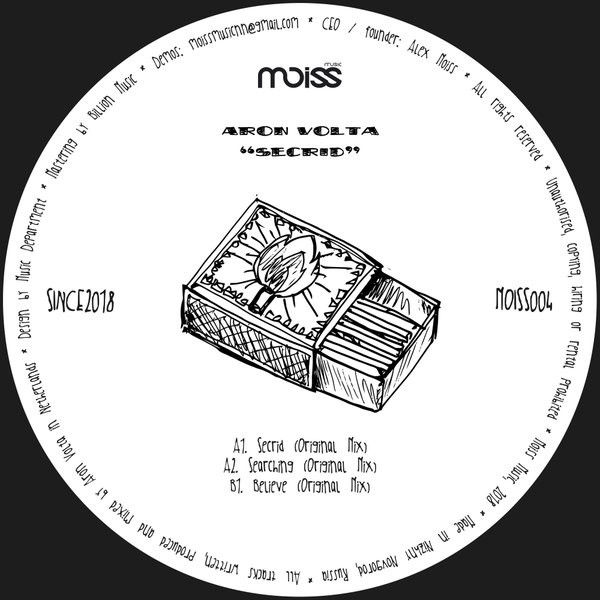 moiss
music
ARON VOLTA
“SECRID”
SINCE2018
MOISS004
A1. Secrid (Original Mix)
A2. Searching (Original Mix)
B1. Believe (Original Mix)
* All tracks written, produced and mixed by Aron Volta in Netherlands * Design by Music Department * Mastering by Billion Music * Demos: moissmusicnn@gmail.com * CEO / founder: Alex Moiss * All rights reserved * Unauthorised, copying, hiring or rental prohibited * Moiss Music, 2018 * Made in Nizhny Novgorod, Russia